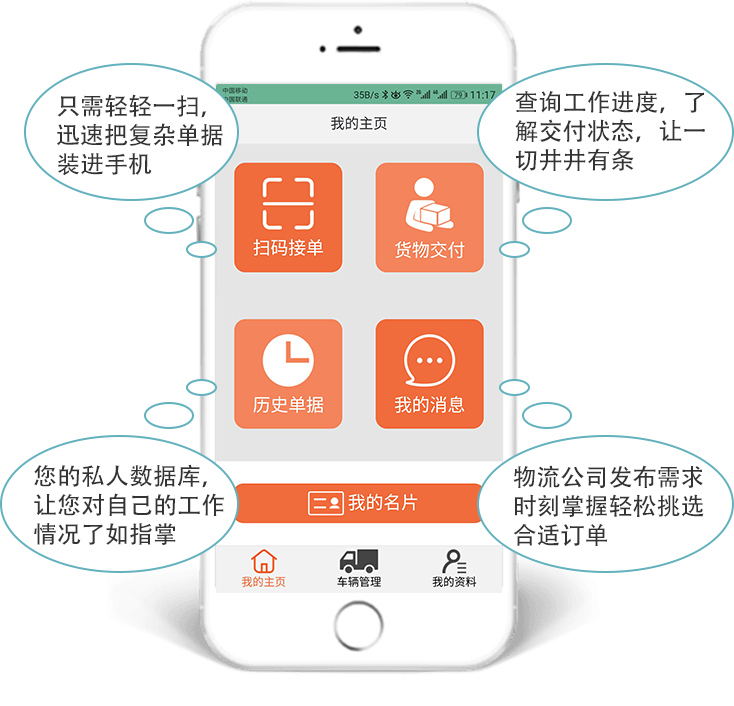 中国移动
中国联通
35B/s 79 11:17
我的主页
只需轻轻一扫，
迅速把复杂单据
装进手机
查询工作进度，了
解交付状态，让一
切井井有条
扫码接单
货物交付
历史单据
我的消息
您的私人数据库，
让您对自己的工作
情况了如指掌
物流公司发布需求
时刻掌握轻松挑选
合适订单
我的名片
我的主页
车辆管理
我的资料